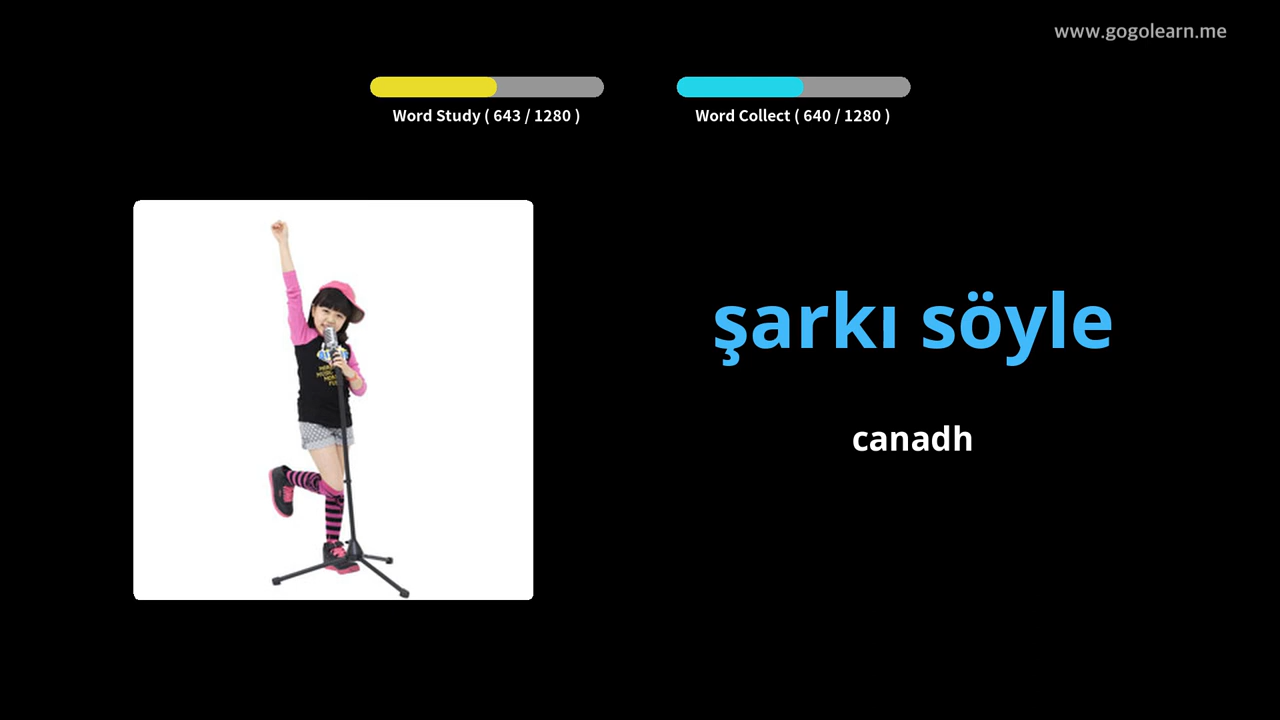 www.gogolearn.me
Word Study ( 643 / 1280 )
Word Collect ( 640 / 1280 )
şarkı söyle
canadh